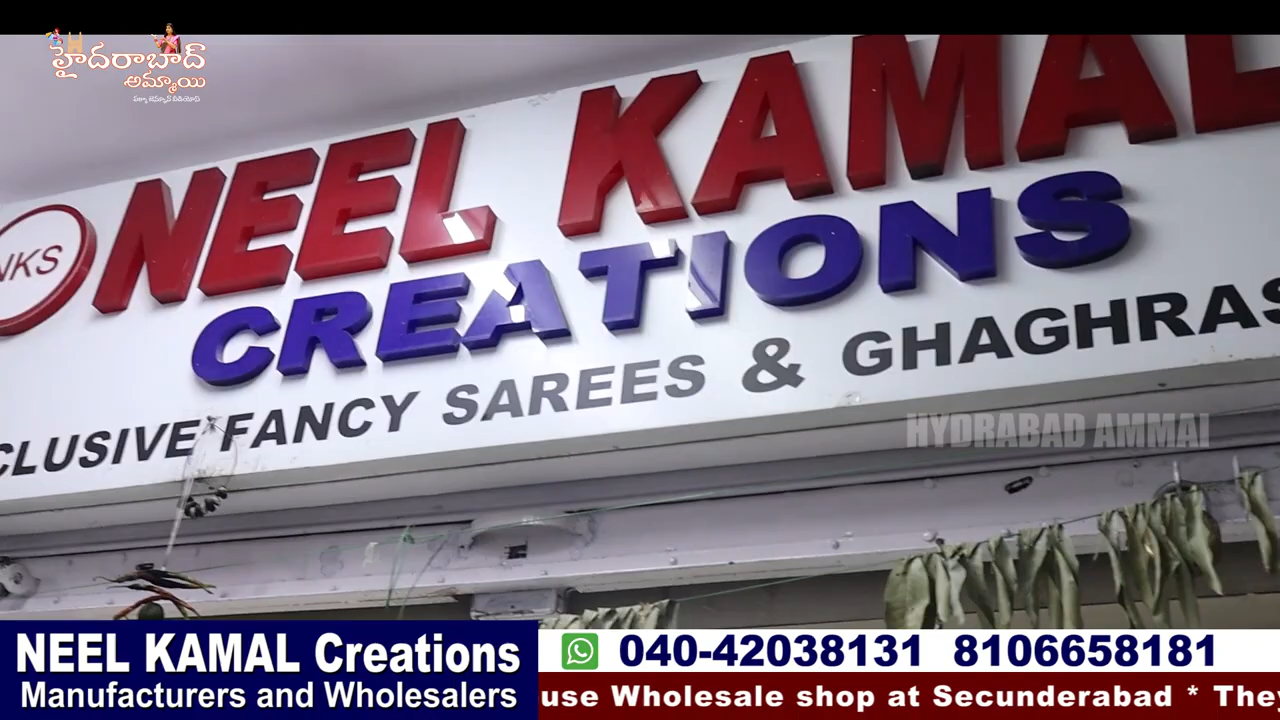 హైదరాబాద్
అమ్మాయి
NKS
NEEL KAMAL
CREATIONS
CLUSIVE FANCY SAREES & GHAGHRAS
HYDRABAD AMMAI
NEEL KAMAL Creations
Manufacturers and Wholesalers
040-42038131 8106658181
use Wholesale shop at Secunderabad * They